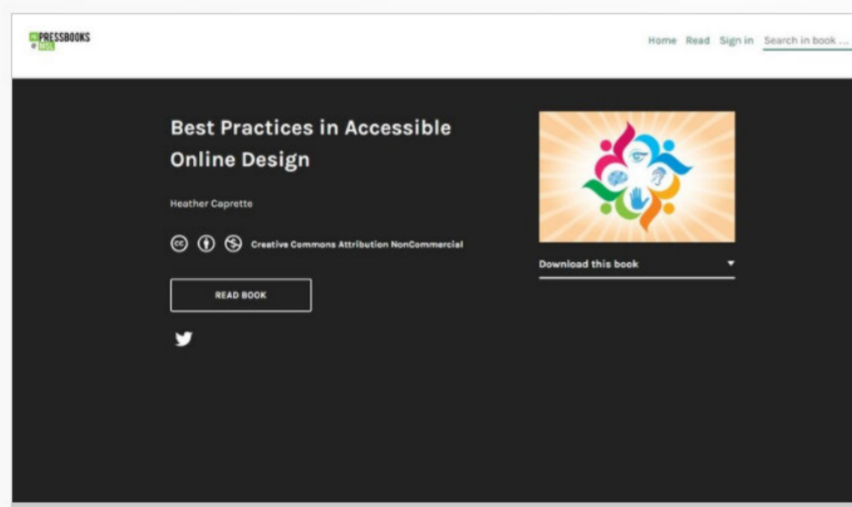 PRESSBOOKS
Home Read Sign in Search in book ...
Best Practices in Accessible
Online Design
Heather Caprette
Creative Commons Attribution NonCommercial
READ BOOK
Download this book